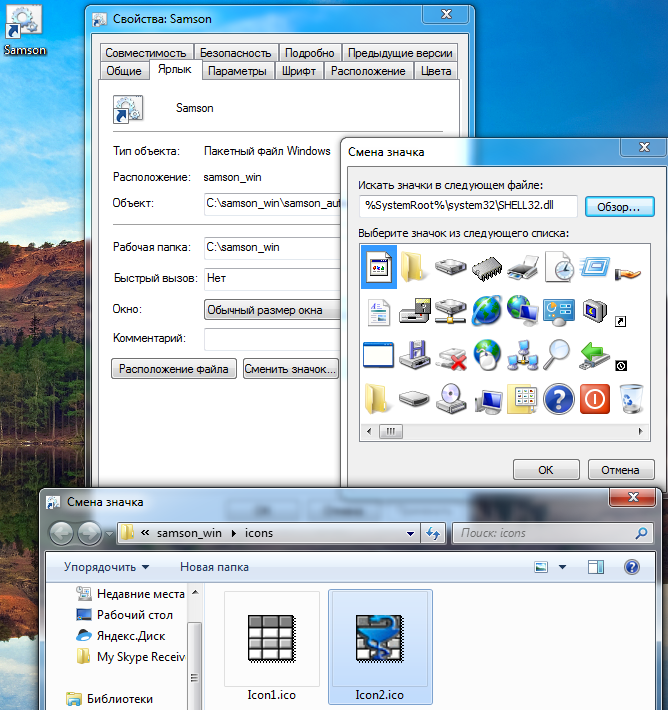 Samson
Свойства: Samson
Совместимость Безопасность Подробно Предыдущие версии
Общие Ярлык Параметры Шрифт Расположение Цвета
Samson
Тип объекта: Пакетный файл Windows
Расположение: samson_win
Объект: C:\samson_win\samson_au
Рабочая папка: C:\samson_win
Быстрый вызов: Нет
Окно: Обычный размер окна
Комментарий:
Расположение файла Сменить значок...
Смена значка
Искать значки в следующем файле:
%SystemRoot%\system32\SHELL32.dll Обзор...
Выберите значок из следующего списка:
OK Отмена
Смена значка
« samson_win icons Поиск: icons
Упорядочить Новая папка
Недавние места
Рабочий стол
Яндекс.Диск
My Skype Receiv
Библиотеки
Icon1.ico Icon2.ico